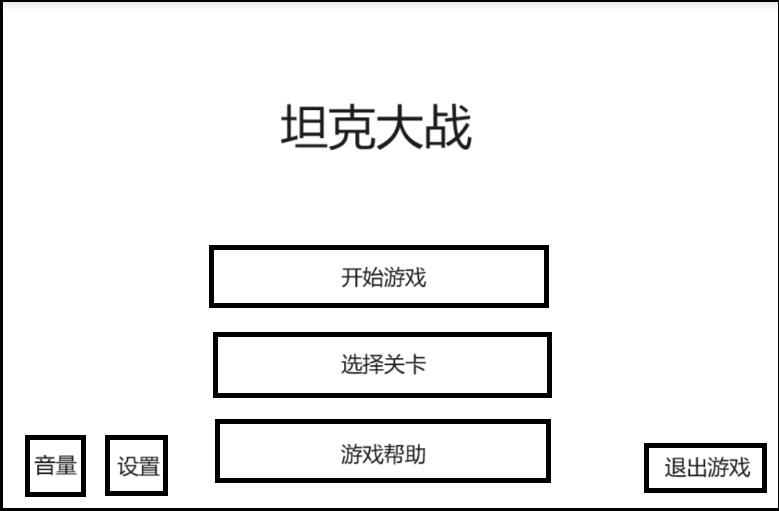 坦克大战
开始游戏
选择关卡
游戏帮助
音量
设置
退出游戏